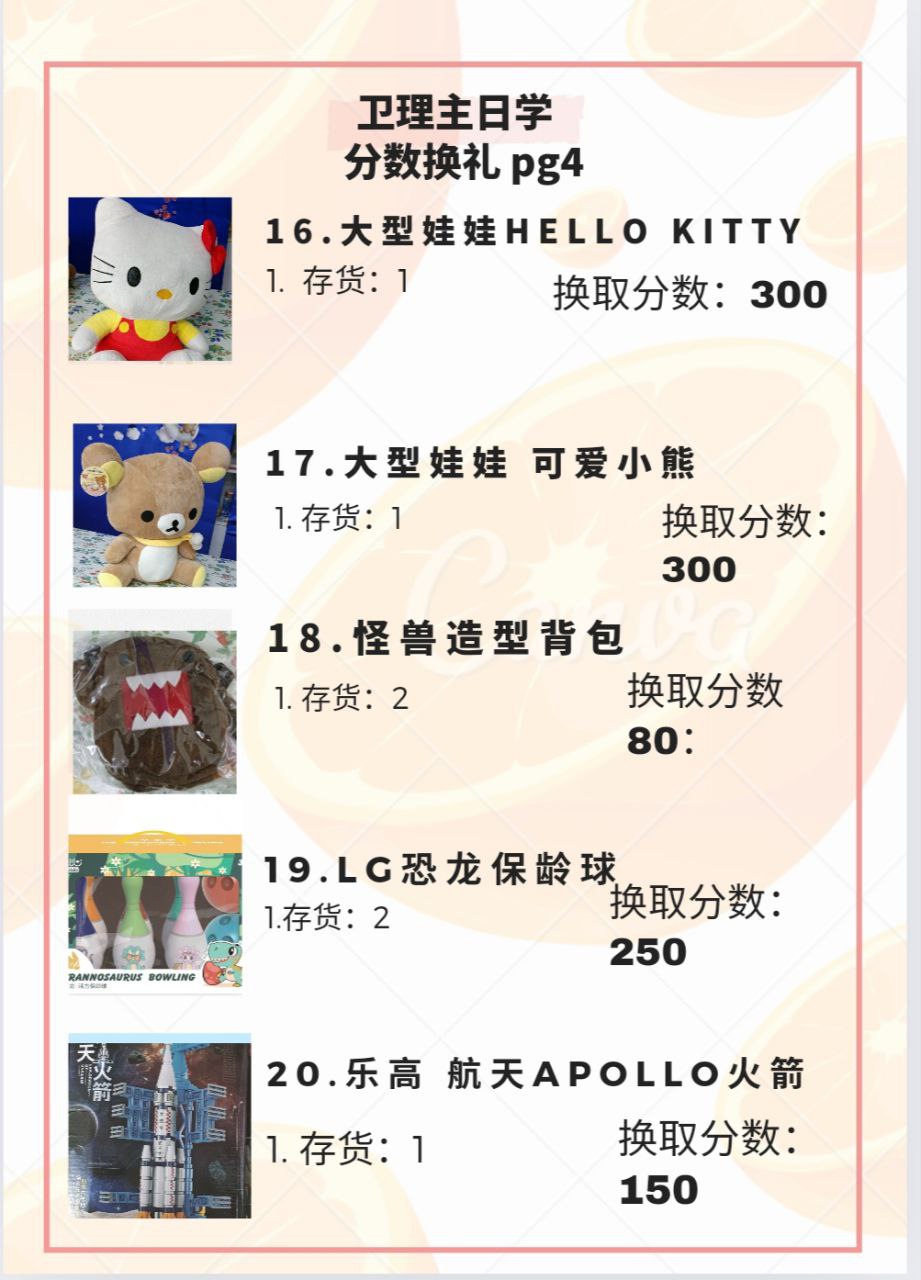 卫理主日学
分数换礼 pg4
16.大型娃娃HELLO KITTY
1. 存货：1
换取分数：300
17.大型娃娃 可爱小熊
1. 存货：1
换取分数：
300
18.怪兽造型背包
1. 存货：2
换取分数
80：
Canva
19.LG恐龙保龄球
1.存货：2
换取分数：
250
RANNOSAURUS BOWLING
20.乐高 航天APOLLO火箭
1. 存货：1
换取分数：
150
天
火箭